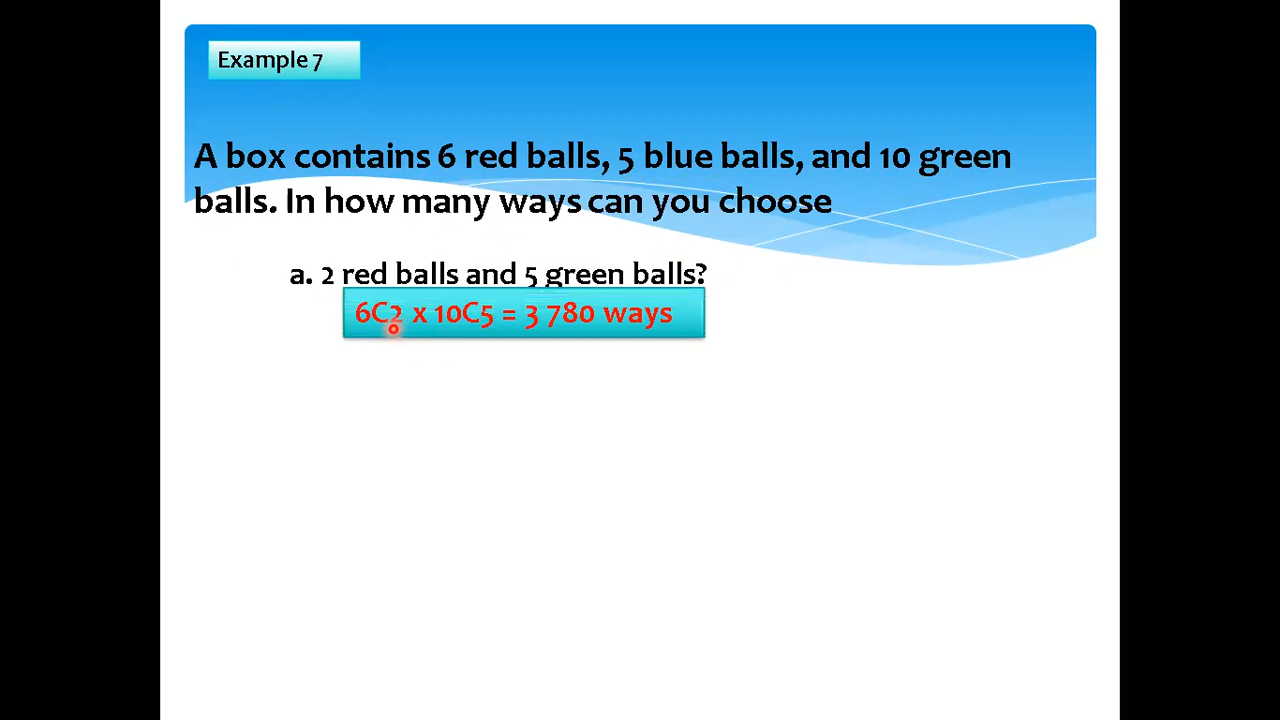 Example 7
A box contains 6 red balls, 5 blue balls, and 10 green
balls. In how many ways can you choose
a. 2 red balls and 5 green balls?
6C2 x 10C5 = 3 780 ways